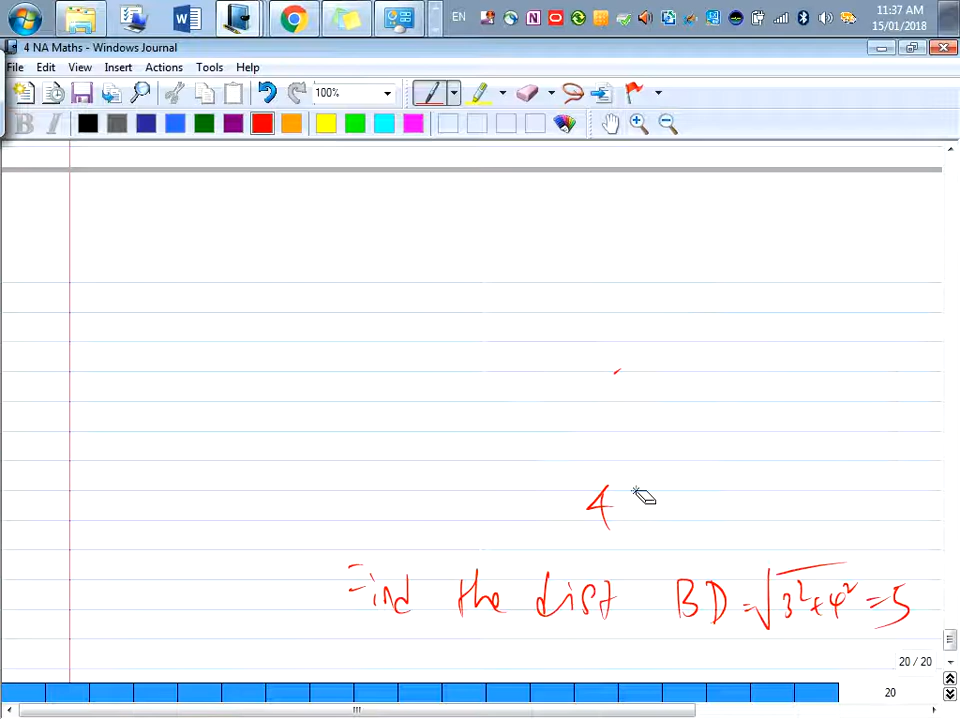 EN
11:37 AM
15/01/2018
4 NA Maths - Windows Journal
File Edit View Insert Actions Tools Help
100%
B I
4
Find the dist BD = √3²+4² = 5
20 / 20
20